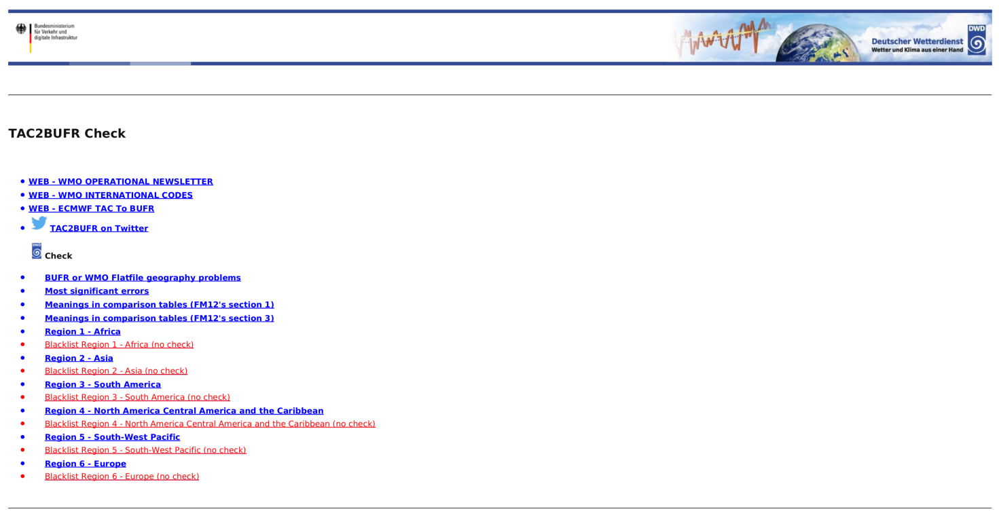 Bundesministerium
für Verkehr und
digitale Infrastruktur
DWD
Deutscher Wetterdienst
Wetter und Klima aus einer Hand
TAC2BUFR Check
WEB - WMO OPERATIONAL NEWSLETTER
WEB - WMO INTERNATIONAL CODES
WEB - ECMWF TAC To BUFR
TAC2BUFR on Twitter
DWD
Check
BUFR or WMO Flatfile geography problems
Most significant errors
Meanings in comparison tables (FM12's section 1)
Meanings in comparison tables (FM12's section 3)
Region 1 - Africa
Blacklist Region 1 - Africa (no check)
Region 2 - Asia
Blacklist Region 2 - Asia (no check)
Region 3 - South America
Blacklist Region 3 - South America (no check)
Region 4 - North America Central America and the Caribbean
Blacklist Region 4 - North America Central America and the Caribbean (no check)
Region 5 - South-West Pacific
Blacklist Region 5 - South-West Pacific (no check)
Region 6 - Europe
Blacklist Region 6 - Europe (no check)